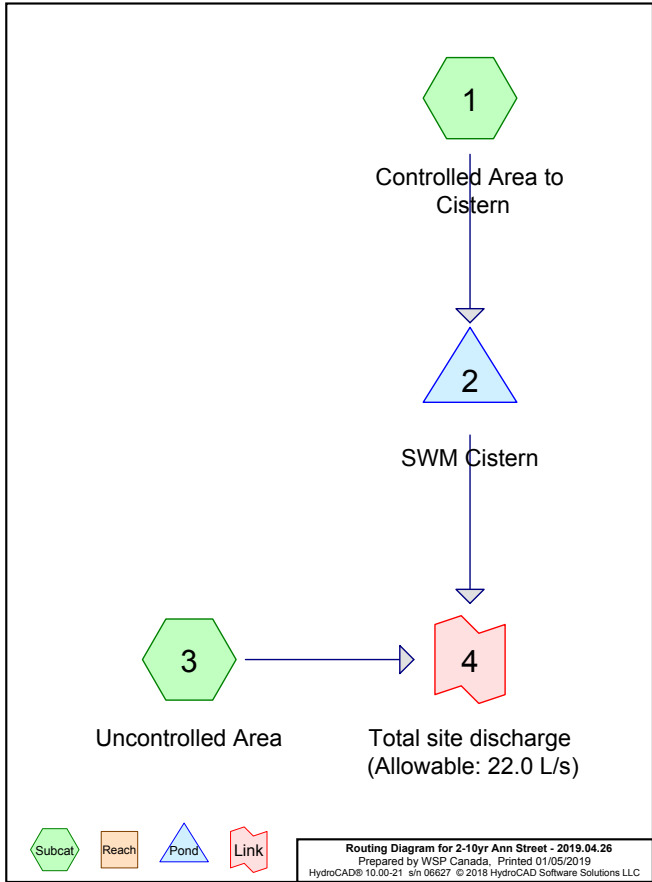 1
Controlled Area to
Cistern
2
SWM Cistern
3
Uncontrolled Area
4
Total site discharge
(Allowable: 22.0 L/s)
Subcat
Reach
Pond
Link
Routing Diagram for 2-10yr Ann Street - 2019.04.26
Prepared by WSP Canada, Printed 01/05/2019
HydroCAD® 10.00-21 s/n 06627 © 2018 HydroCAD Software Solutions LLC